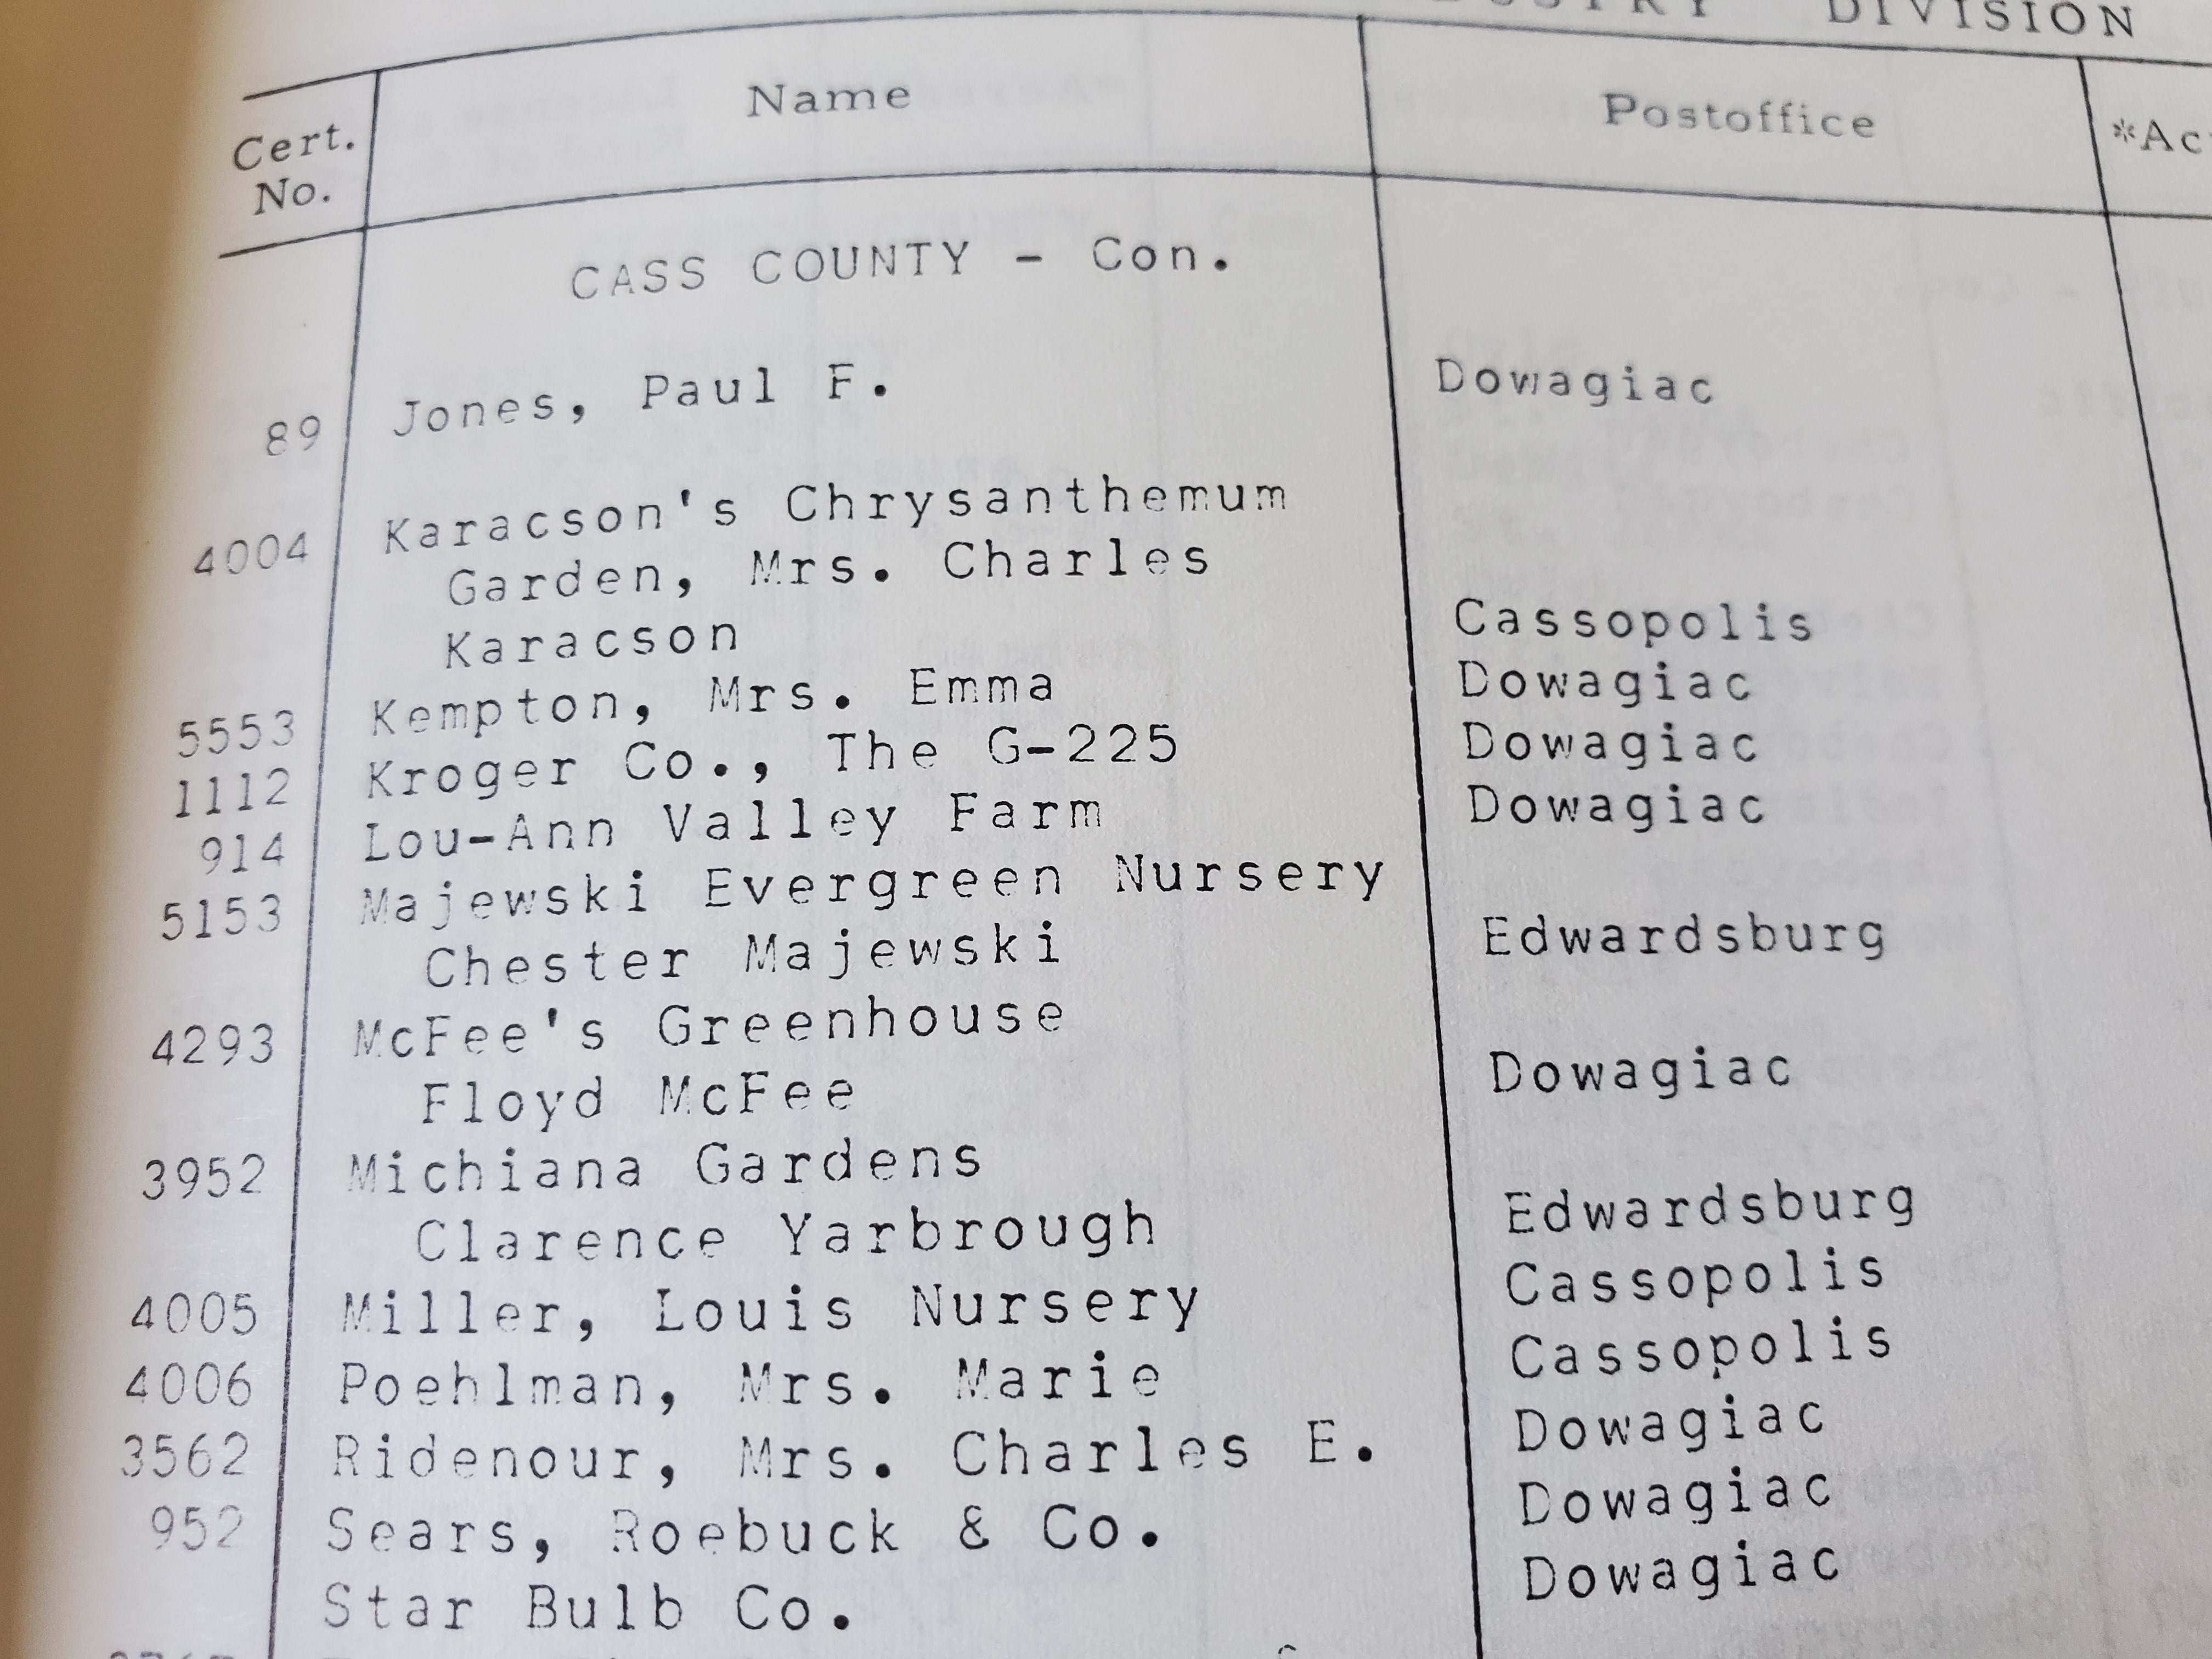 DIVISION
Cert. No. Name Postoffice
CASS COUNTY - Con.
89 Jones, Paul F. Dowagiac
4004 Karacson's Chrysanthemum
Garden, Mrs. Charles
Karacson Cassopolis
5553 Kempton, Mrs. Emma Dowagiac
1112 Kroger Co., The G-225 Dowagiac
914 Lou-Ann Valley Farm Dowagiac
5153 Majewski Evergreen Nursery
Chester Majewski Edwardsburg
4293 McFee's Greenhouse
Floyd McFee Dowagiac
3952 Michiana Gardens
Clarence Yarbrough Edwardsburg
4005 Miller, Louis Nursery Cassopolis
4006 Poehlman, Mrs. Marie Cassopolis
3562 Ridenour, Mrs. Charles E. Dowagiac
952 Sears, Roebuck & Co. Dowagiac
Star Bulb Co. Dowagiac